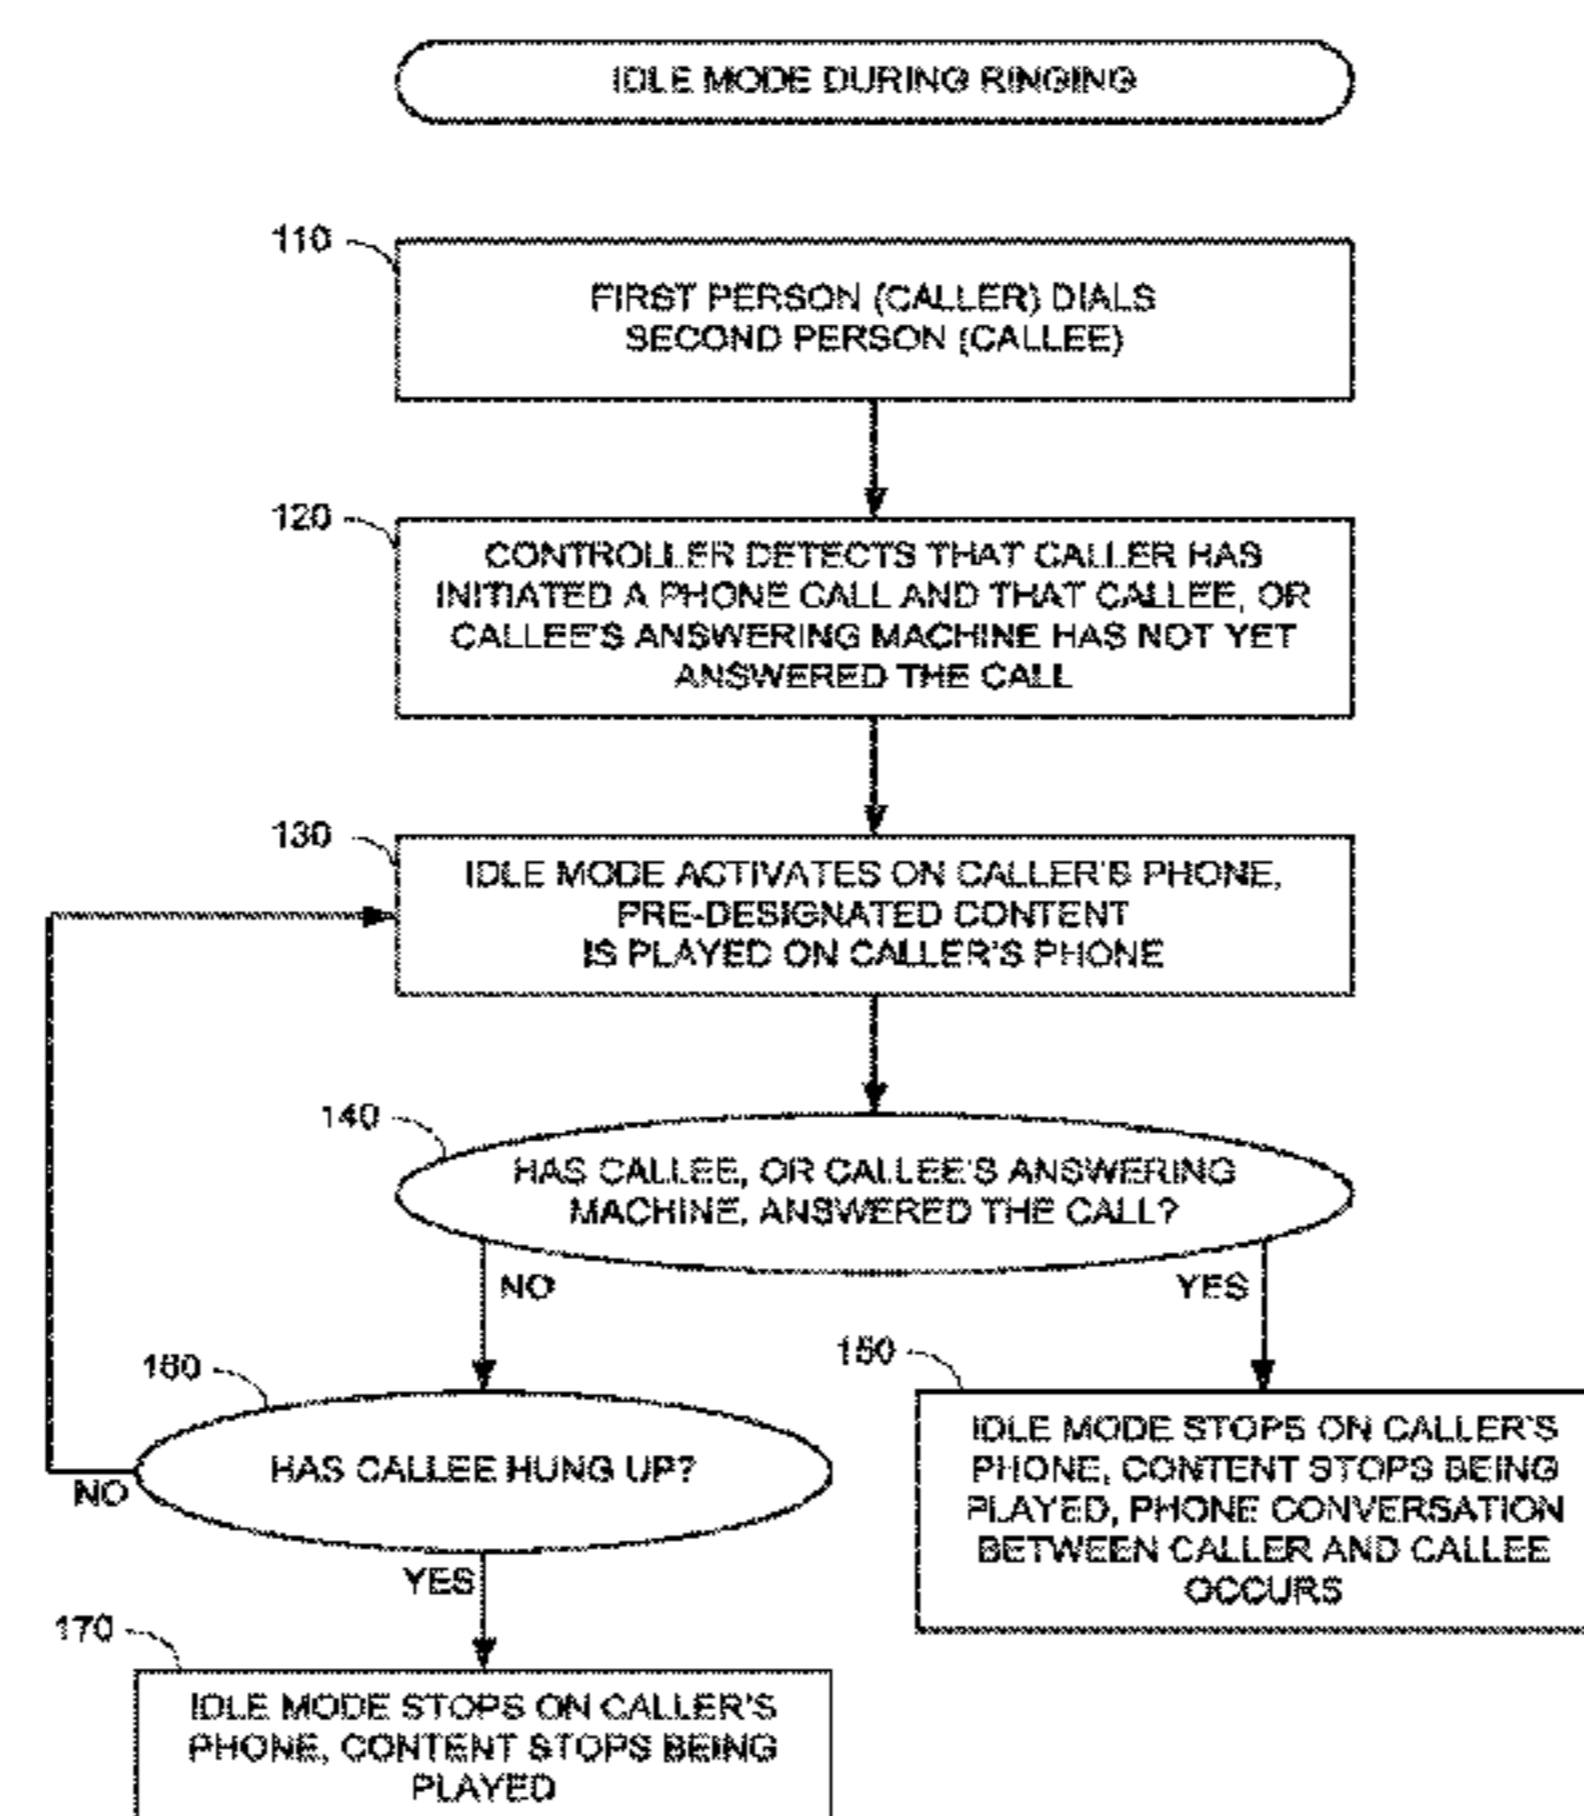 IDLE MODE DURING RINGING
110
FIRST PERSON (CALLER) DIALS
SECOND PERSON (CALLEE)
120
CONTROLLER DETECTS THAT CALLER HAS
INITIATED A PHONE CALL AND THAT CALLEE, OR
CALLEE'S ANSWERING MACHINE HAS NOT YET
ANSWERED THE CALL
130
IDLE MODE ACTIVATES ON CALLER'S PHONE,
PRE-DESIGNATED CONTENT
IS PLAYED ON CALLER'S PHONE
140
HAS CALLEE, OR CALLEE'S ANSWERING
MACHINE, ANSWERED THE CALL?
NO
YES
150
IDLE MODE STOPS ON CALLER'S
PHONE, CONTENT STOPS BEING
PLAYED, PHONE CONVERSATION
BETWEEN CALLER AND CALLEE
OCCURS
160
HAS CALLEE HUNG UP?
NO
YES
170
IDLE MODE STOPS ON CALLER'S
PHONE, CONTENT STOPS BEING
PLAYED